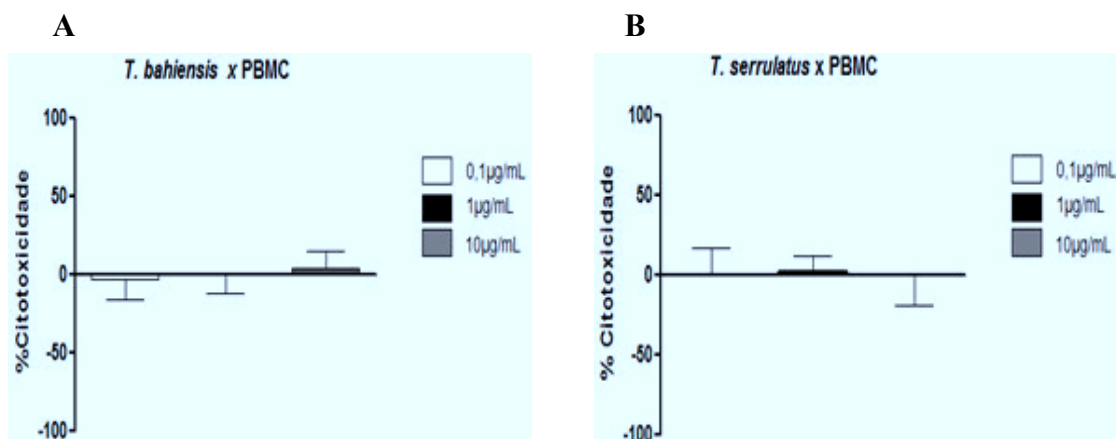 A
T. bahiensis x PBMC
%Citotoxicidade
100
50
0
-50
-100
0,1µg/mL
1µg/mL
10µg/mL
B
T. serrulatus x PBMC
% Citotoxicidade
100
50
0
-50
-100
0,1µg/mL
1µg/mL
10µg/mL